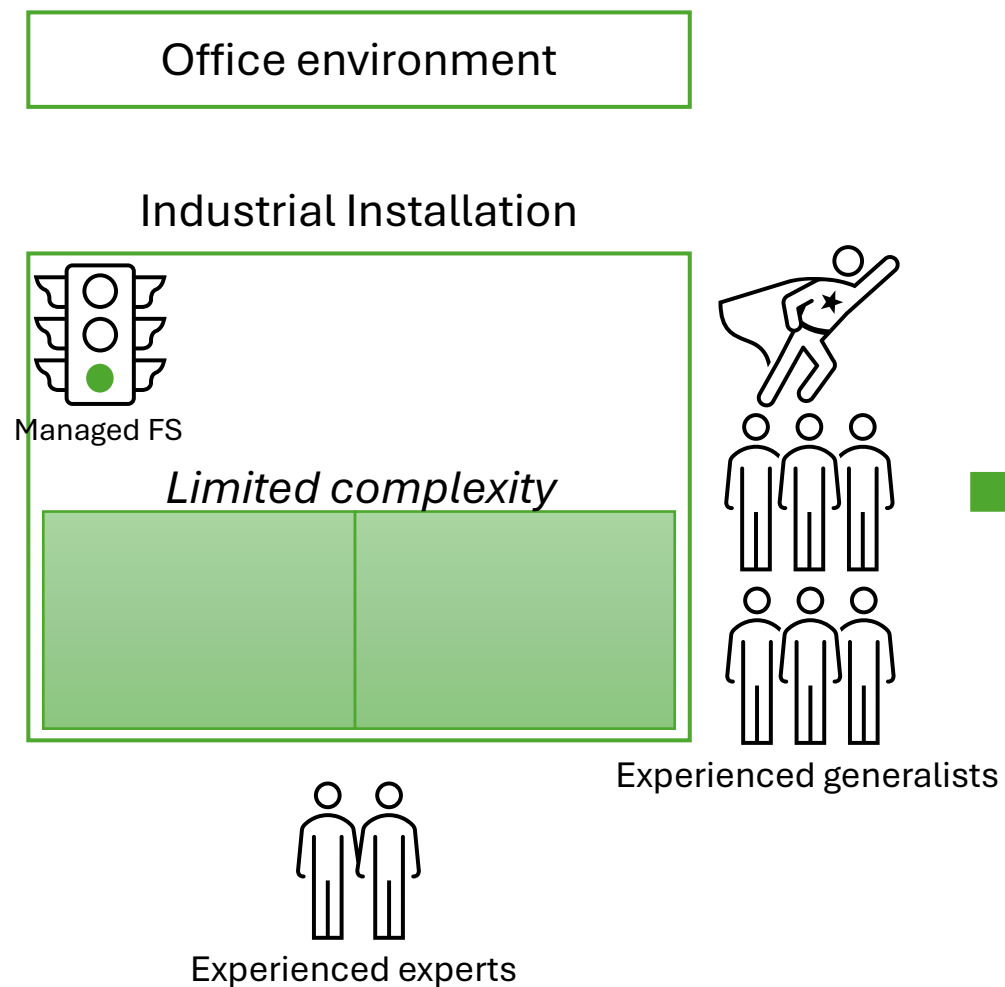 Office environment
Industrial Installation
Managed FS
Limited complexity
Experienced generalists
Experienced experts